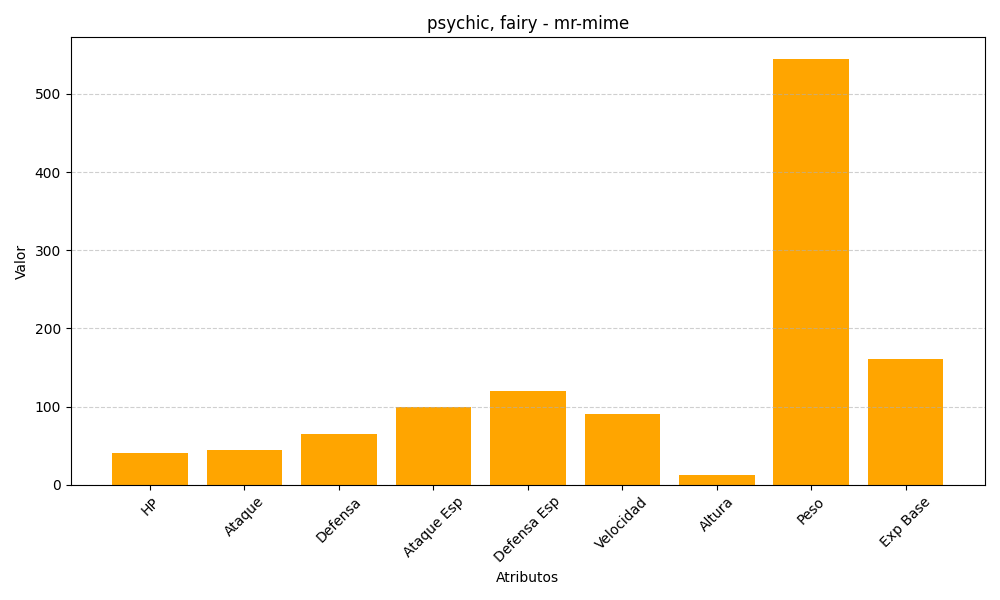 psychic, fairy - mr-mime
Valor
500
400
300
200
100
0
HP
Ataque
Defensa
Ataque Esp
Defensa Esp
Velocidad
Altura
Peso
Exp Base
Atributos